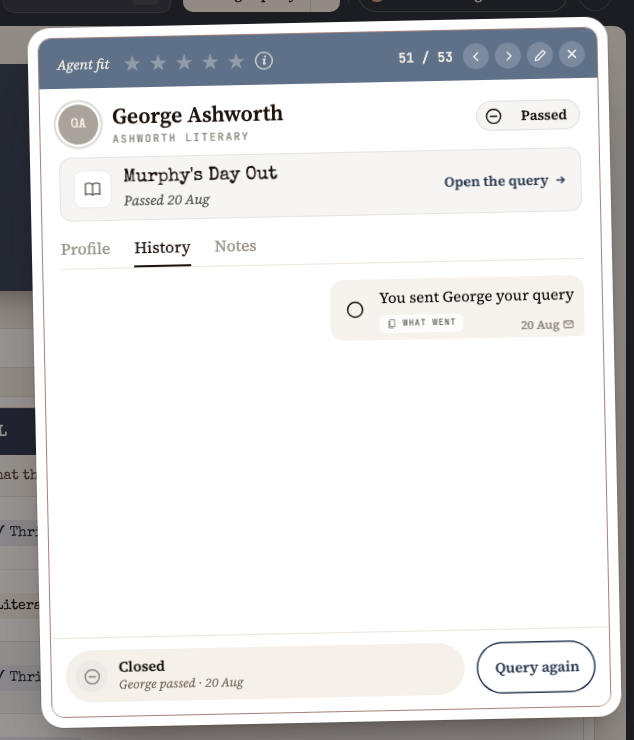 Agent fit
51 / 53
GA
George Ashworth
ASHWORTH LITERARY
Passed
Murphy's Day Out
Passed 20 Aug
Open the query →
Profile
History
Notes
You sent George your query
WHAT WENT
20 Aug
L
hat th
/ Thri
Litera
/ Thri
Closed
George passed · 20 Aug
Query again